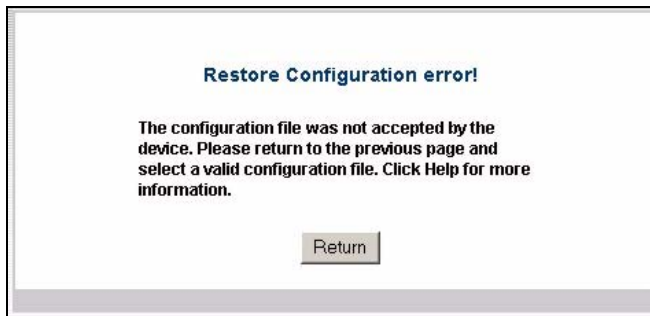 Restore Configuration error!
The configuration file was not accepted by the
device. Please return to the previous page and
select a valid configuration file. Click Help for more
information.
Return